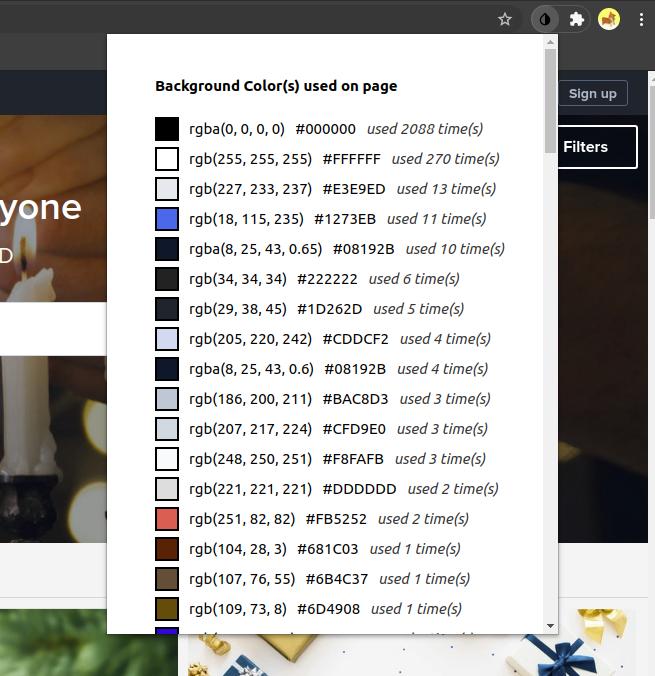 Sign up
Filters
yone
D
Background Color(s) used on page
rgba(0, 0, 0, 0) #000000 used 2088 time(s)
rgb(255, 255, 255) #FFFFFF used 270 time(s)
rgb(227, 233, 237) #E3E9ED used 13 time(s)
rgb(18, 115, 235) #1273EB used 11 time(s)
rgba(8, 25, 43, 0.65) #08192B used 10 time(s)
rgb(34, 34, 34) #222222 used 6 time(s)
rgb(29, 38, 45) #1D262D used 5 time(s)
rgb(205, 220, 242) #CDDCF2 used 4 time(s)
rgba(8, 25, 43, 0.6) #08192B used 4 time(s)
rgb(186, 200, 211) #BAC8D3 used 3 time(s)
rgb(207, 217, 224) #CFD9E0 used 3 time(s)
rgb(248, 250, 251) #F8FAFB used 3 time(s)
rgb(221, 221, 221) #DDDDDD used 2 time(s)
rgb(251, 82, 82) #FB5252 used 2 time(s)
rgb(104, 28, 3) #681C03 used 1 time(s)
rgb(107, 76, 55) #6B4C37 used 1 time(s)
rgb(109, 73, 8) #6D4908 used 1 time(s)